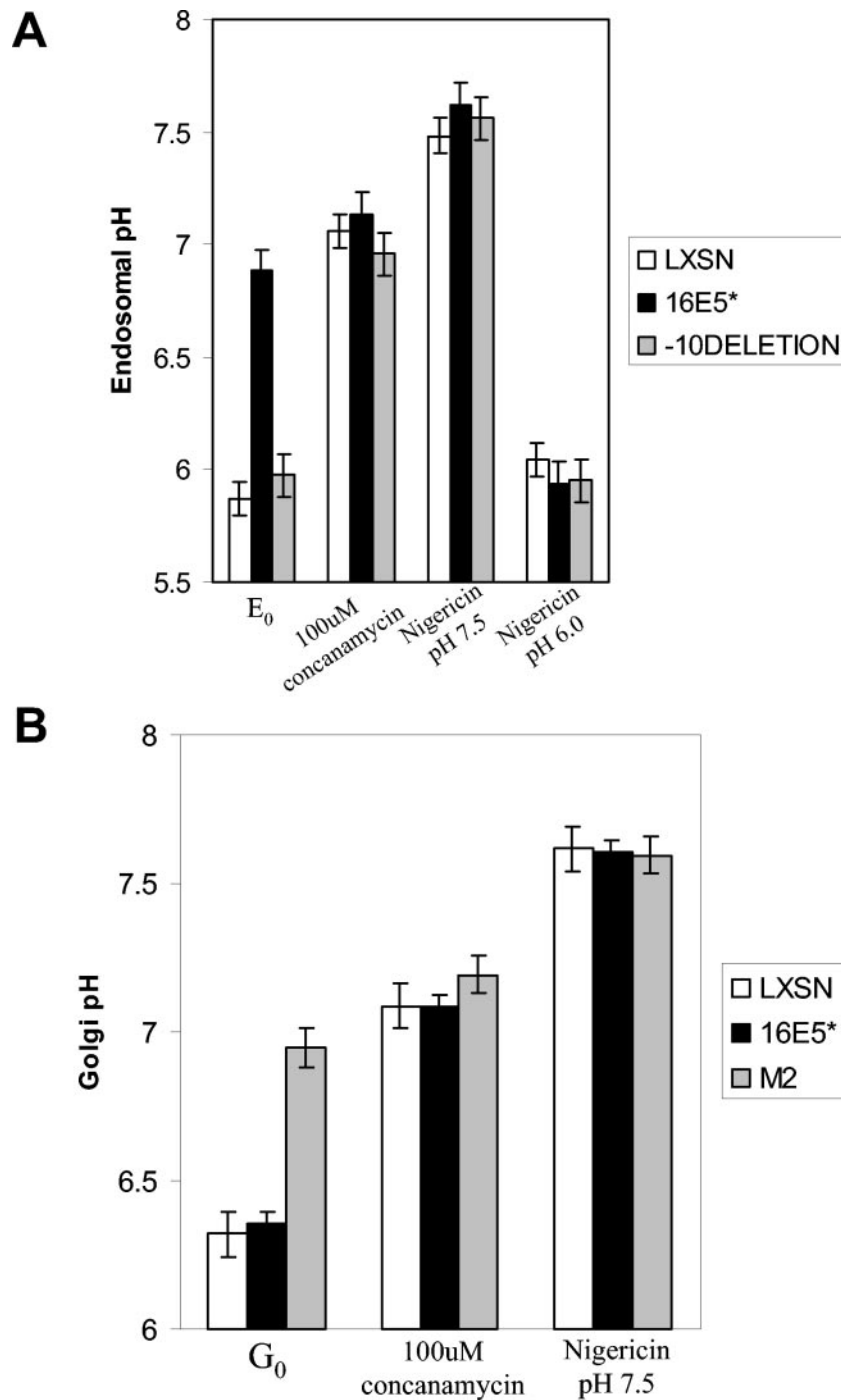 A
8
7.5
7
6.5
6
5.5
Endosomal pH
E₀
100uM
concanamycin
Nigericin
pH 7.5
Nigericin
pH 6.0
LXSN
16E5*
-10DELETION
B
8
7.5
7
6.5
6
Golgi pH
G₀
100uM
concanamycin
Nigericin
pH 7.5
LXSN
16E5*
M2